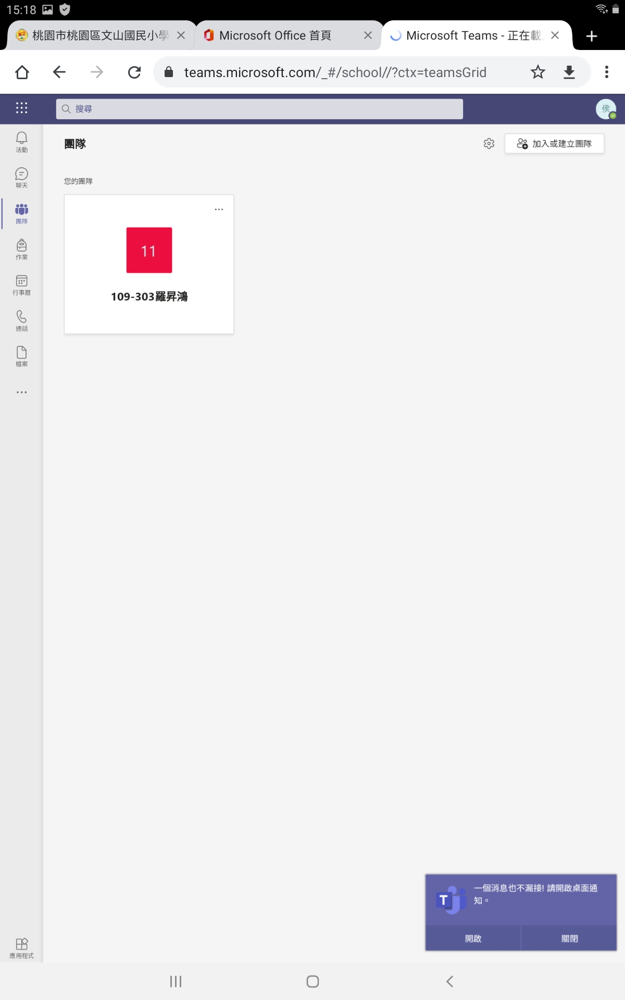 15:18
桃園市桃園區文山國民小學
Microsoft Office 首頁
Microsoft Teams - 正在載
teams.microsoft.com/_#/school//?ctx=teamsGrid
搜尋
侯
活動
聊天
團隊
作業
行事曆
通話
檔案
團隊
加入或建立團隊
您的團隊
11
109-303羅昇鴻
T
一個消息也不漏接! 請開啟桌面通
知。
開啟
關閉
應用程式